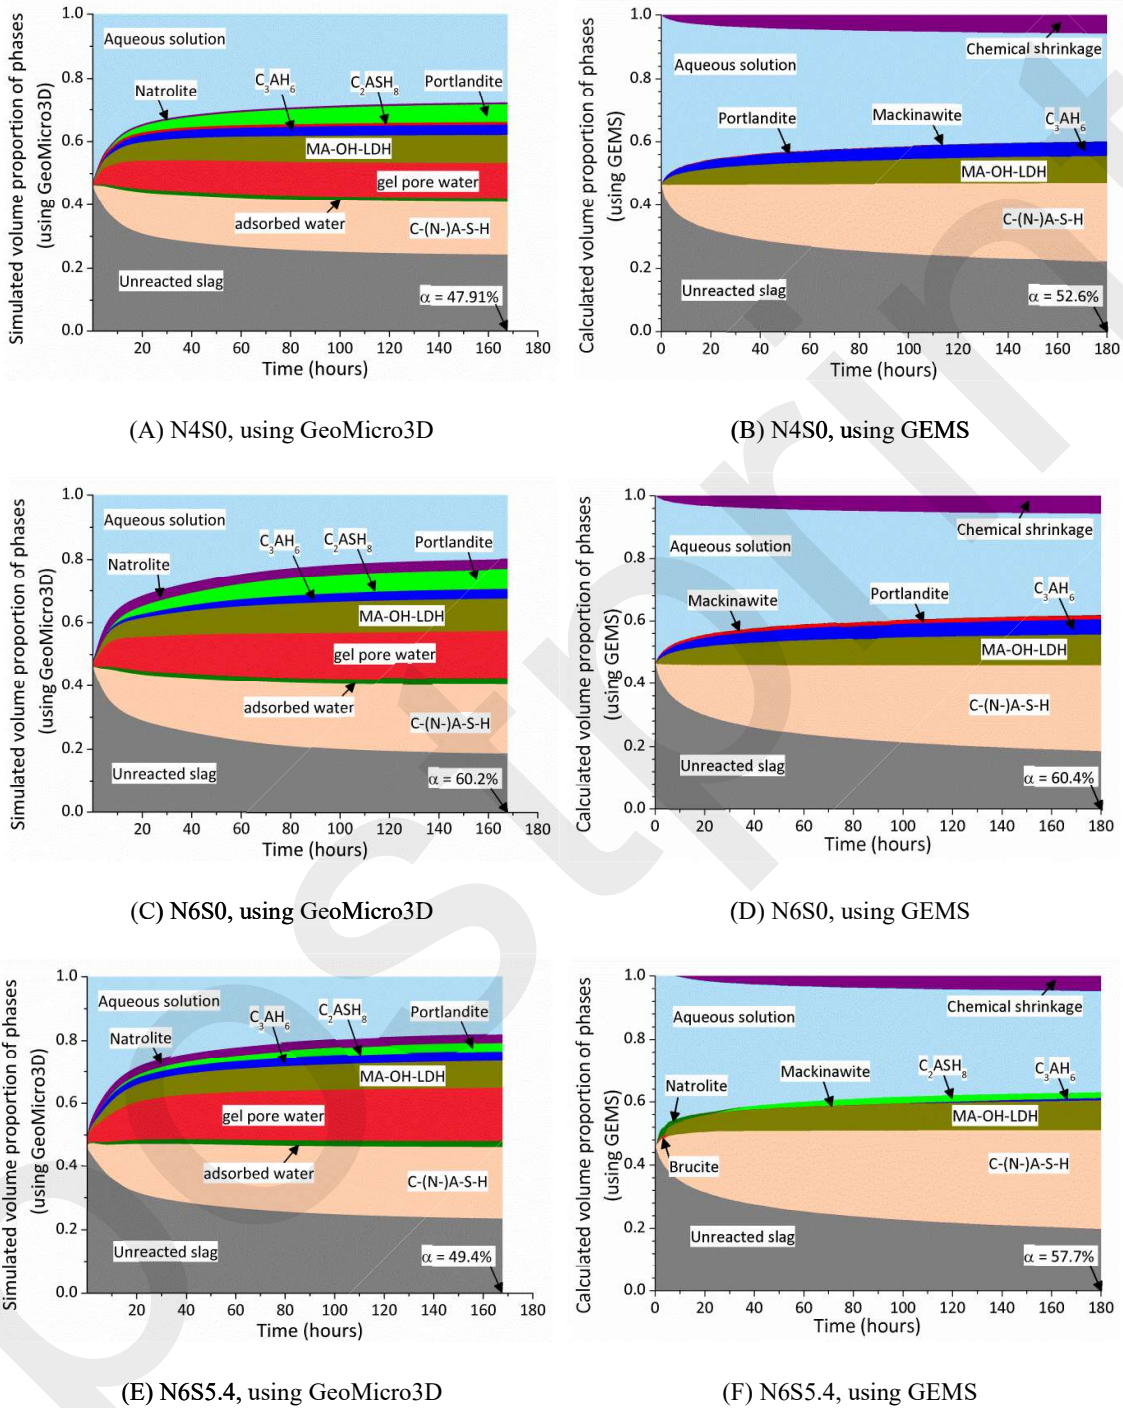 Simulated volume proportion of phases
(using GeoMicro3D)
1.0
0.8
0.6
0.4
0.2
0.0
Aqueous solution
Natrolite
C3AH6
C2ASH8
Portlandite
MA-OH-LDH
gel pore water
adsorbed water
C-(N-)A-S-H
Unreacted slag
α = 47.91%
20 40 60 80 100 120 140 160 180
Time (hours)
(A) N4S0, using GeoMicro3D
Calculated volume proportion of phases
(using GEMS)
1.0
0.8
0.6
0.4
0.2
0.0
Chemical shrinkage
Aqueous solution
Portlandite
Mackinawite
C3AH6
MA-OH-LDH
C-(N-)A-S-H
Unreacted slag
α = 52.6%
0 20 40 60 80 100 120 140 160 180
Time (hours)
(B) N4S0, using GEMS
Simulated volume proportion of phases
(using GeoMicro3D)
1.0
0.8
0.6
0.4
0.2
0.0
Aqueous solution
Natrolite
C3AH6
C2ASH8
Portlandite
MA-OH-LDH
gel pore water
adsorbed water
C-(N-)A-S-H
Unreacted slag
α = 60.2%
20 40 60 80 100 120 140 160 180
Time (hours)
(C) N6S0, using GeoMicro3D
Calculated volume proportion of phases
(using GEMS)
1.0
0.8
0.6
0.4
0.2
0.0
Chemical shrinkage
Aqueous solution
Mackinawite
Portlandite
C3AH6
MA-OH-LDH
C-(N-)A-S-H
Unreacted slag
α = 60.4%
0 20 40 60 80 100 120 140 160 180
Time (hours)
(D) N6S0, using GEMS
Simulated volume proportion of phases
(using GeoMicro3D)
1.0
0.8
0.6
0.4
0.2
0.0
Aqueous solution
Natrolite
C3AH6
C2ASH8
Portlandite
MA-OH-LDH
gel pore water
adsorbed water
C-(N-)A-S-H
Unreacted slag
α = 49.4%
20 40 60 80 100 120 140 160 180
Time (hours)
(E) N6S5.4, using GeoMicro3D
Calculated volume proportion of phases
(using GEMS)
1.0
0.8
0.6
0.4
0.2
0.0
Chemical shrinkage
Aqueous solution
Natrolite
Mackinawite
C2ASH8
C3AH6
MA-OH-LDH
Brucite
C-(N-)A-S-H
Unreacted slag
α = 57.7%
0 20 40 60 80 100 120 140 160 180
Time (hours)
(F) N6S5.4, using GEMS
postprint